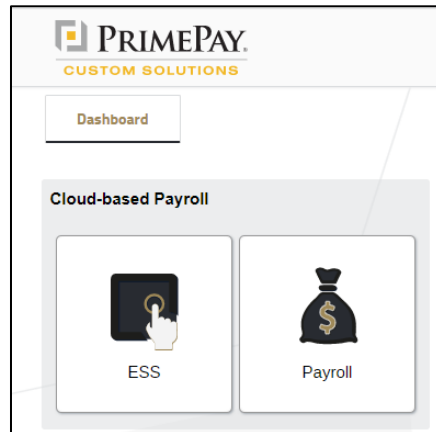 PRIMEPAY.
CUSTOM SOLUTIONS
Dashboard
Cloud-based Payroll
$
ESS
Payroll